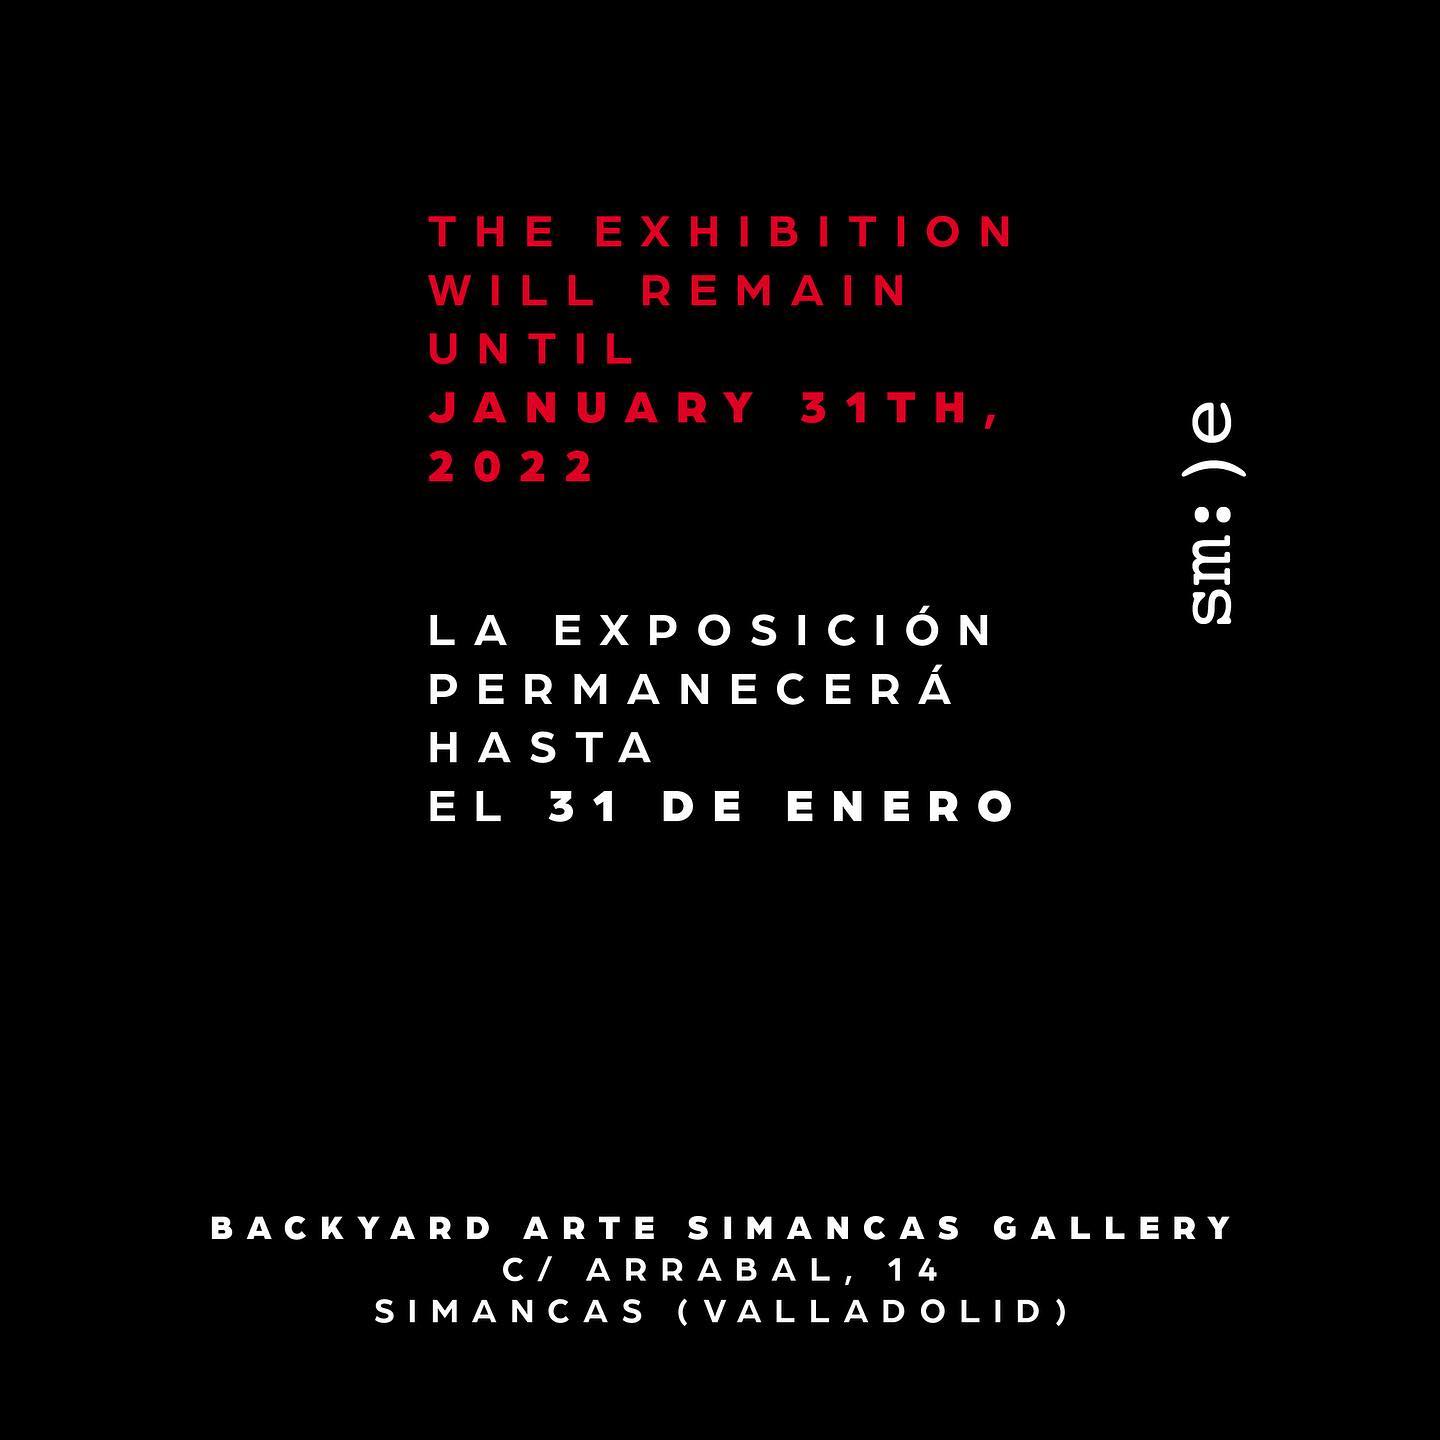 THE EXHIBITION
WILL REMAIN
UNTIL
JANUARY 31TH,
2022
sm:)e
LA EXPOSICIÓN
PERMANECERÁ
HASTA
EL 31 DE ENERO
BACKYARD ARTE SIMANCAS GALLERY
C/ ARRABAL, 14
SIMANCAS (VALLADOLID)